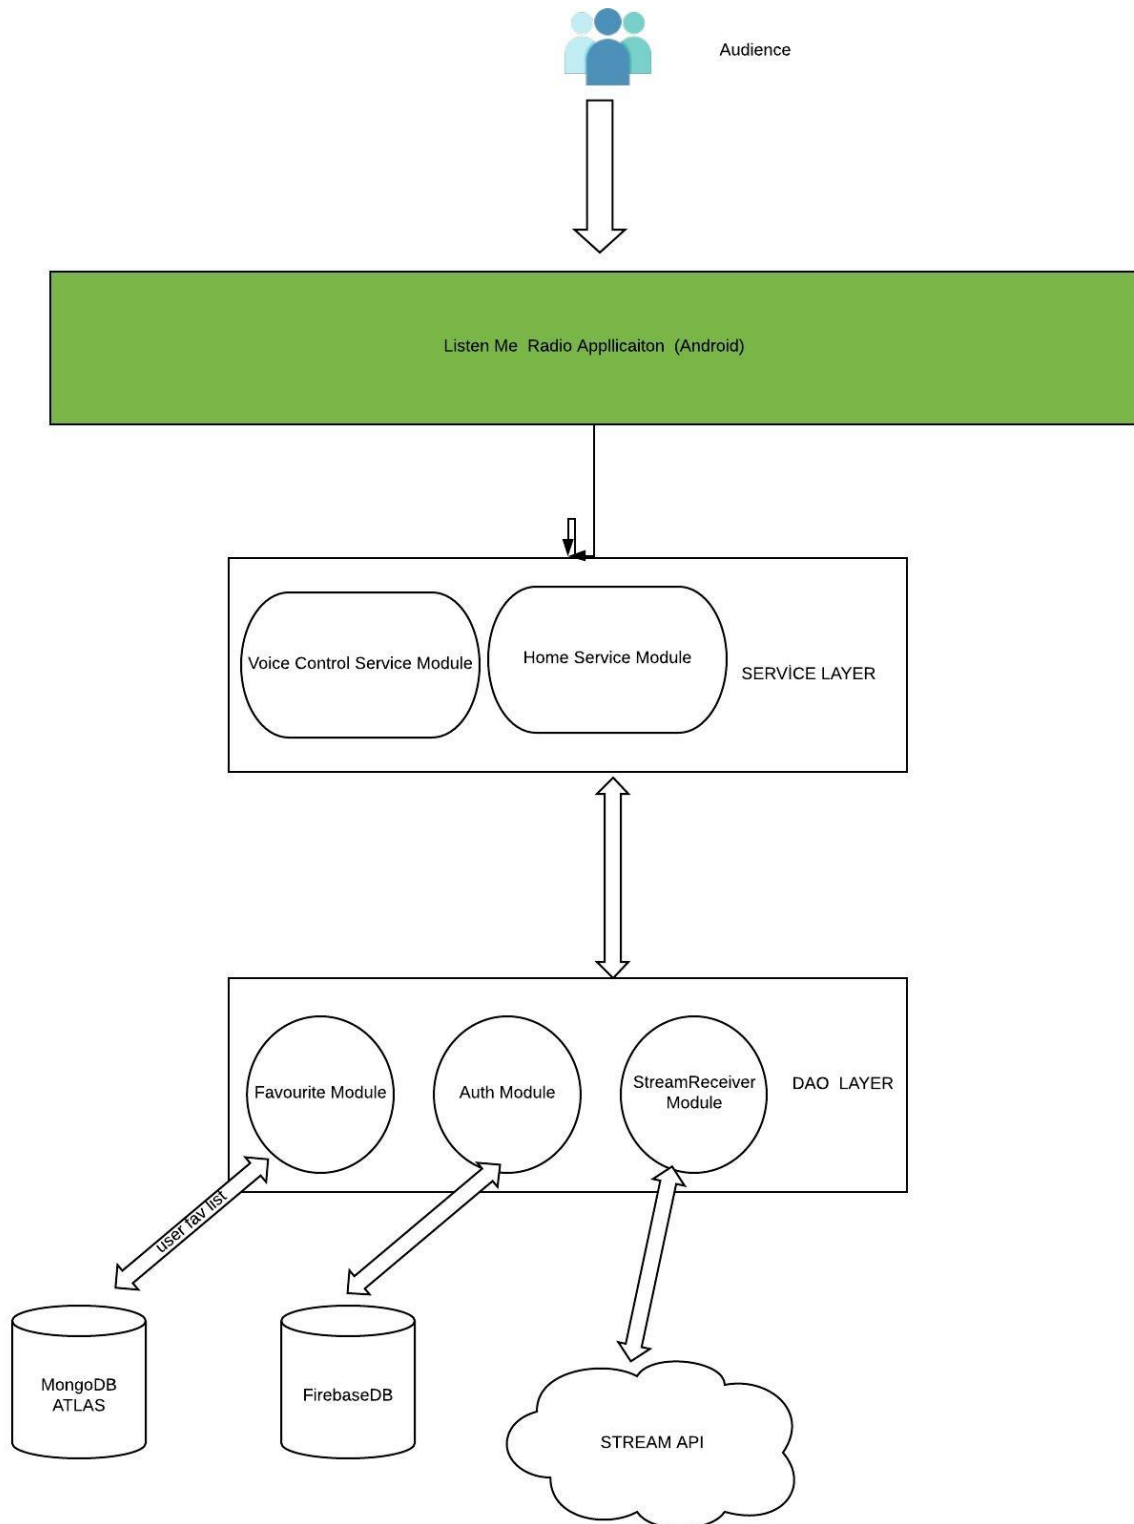 Audience
Listen Me  Radio Appllicaiton  (Android)
Voice Control Service Module
Home Service Module
SERVİCE LAYER
Favourite Module
Auth Module
StreamReceiver
Module
DAO  LAYER
user fav list
MongoDB
ATLAS
FirebaseDB
STREAM API